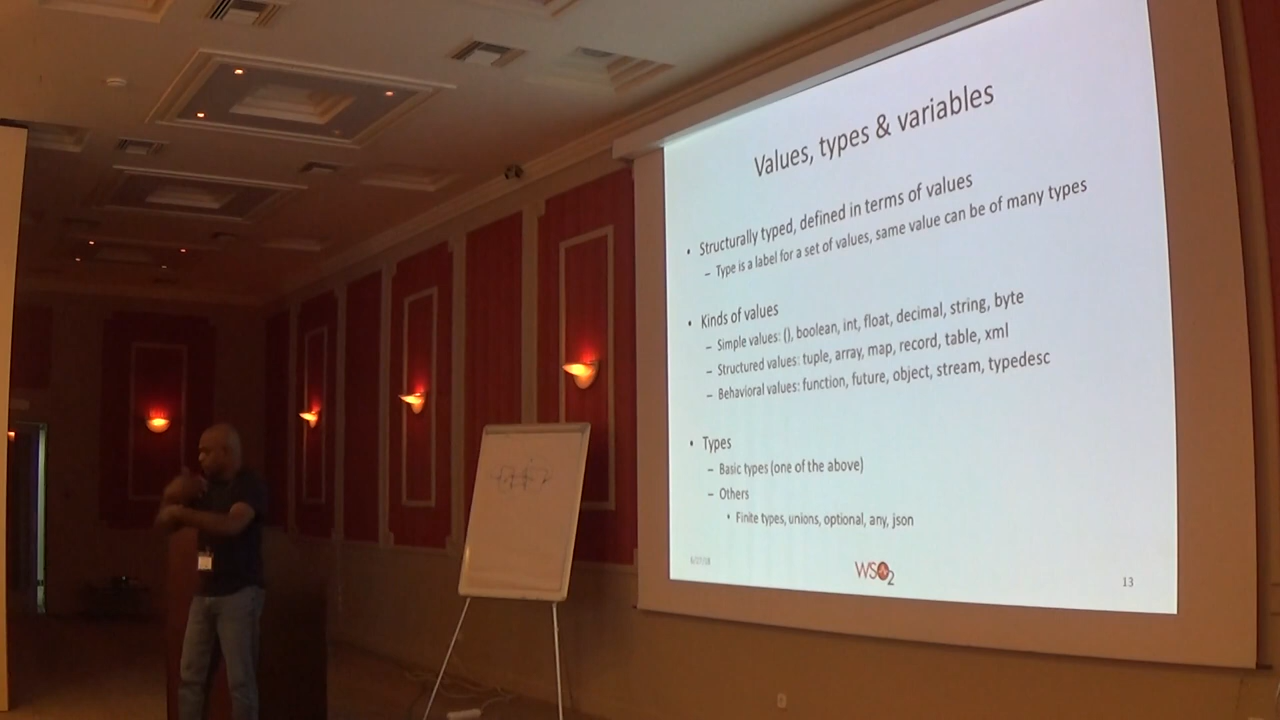 Values, types & variables
• Structurally typed, defined in terms of values
– Type is a label for a set of values, same value can be of many types
• Kinds of values
– Simple values: (), boolean, int, float, decimal, string, byte
– Structured values: tuple, array, map, record, table, xml
– Behavioral values: function, future, object, stream, typedesc
• Types
– Basic types (one of the above)
– Others
• Finite types, unions, optional, any, json
WSO2
13